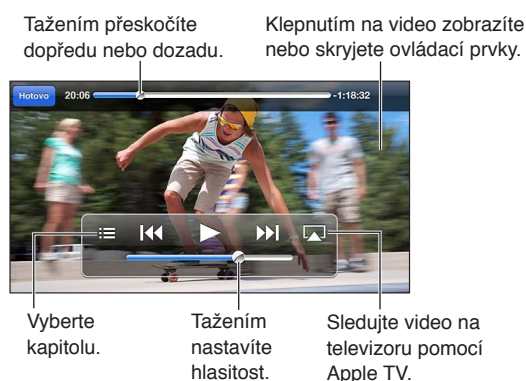 Tažením přeskočíte
dopředu nebo dozadu.
Klepnutím na video zobrazíte
nebo skryjete ovládací prvky.
Hotovo
20:06
-1:18:32
Vyberte
kapitolu.
Tažením
nastavíte
hlasitost.
Sledujte video na
televizoru pomocí
Apple TV.